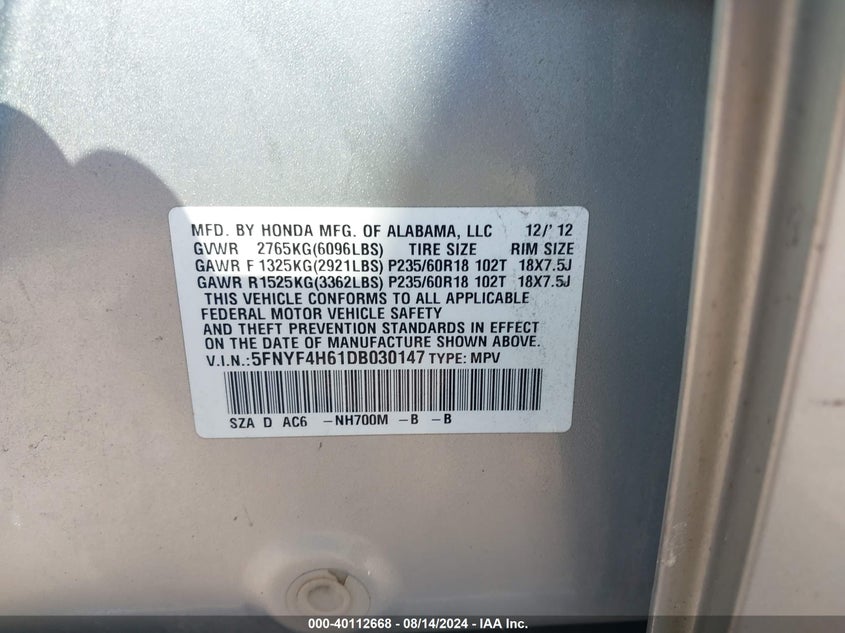 MFD. BY HONDA MFG. OF ALABAMA, LLC 12/'12
GVWR 2765KG(6096LBS) TIRE SIZE RIM SIZE
GAWR F 1325KG(2921LBS) P235/60R18 102T 18X7.5J
GAWR R1525KG(3362LBS) P235/60R18 102T 18X7.5J
THIS VEHICLE CONFORMS TO ALL APPLICABLE
FEDERAL MOTOR VEHICLE SAFETY
AND THEFT PREVENTION STANDARDS IN EFFECT
ON THE DATE OF MANUFACTURE SHOWN ABOVE.
V.I.N.:5FNYF4H61DB030147 TYPE: MPV
SZA D AC6 -NH700M -B -B
000-40112668 - 08/14/2024 - IAA Inc.